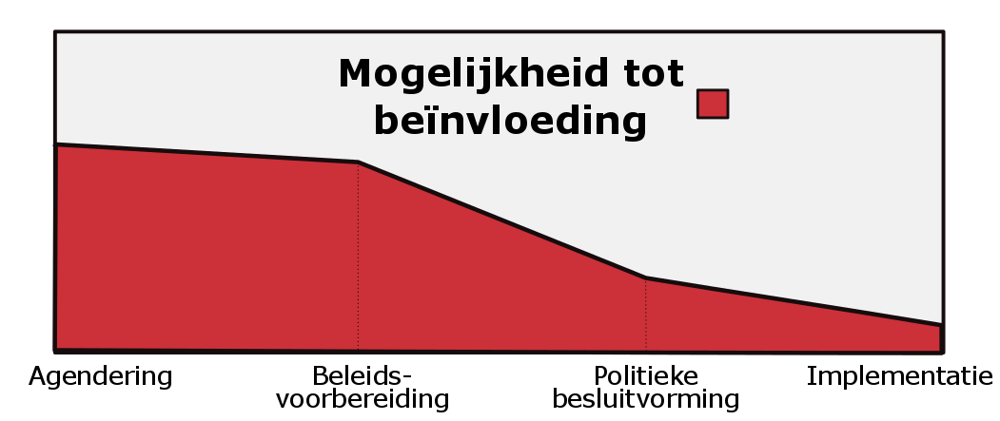 Mogelijkheid tot
beïnvloeding
Agendering
Beleids-
voorbereiding
Politieke
besluitvorming
Implementatie